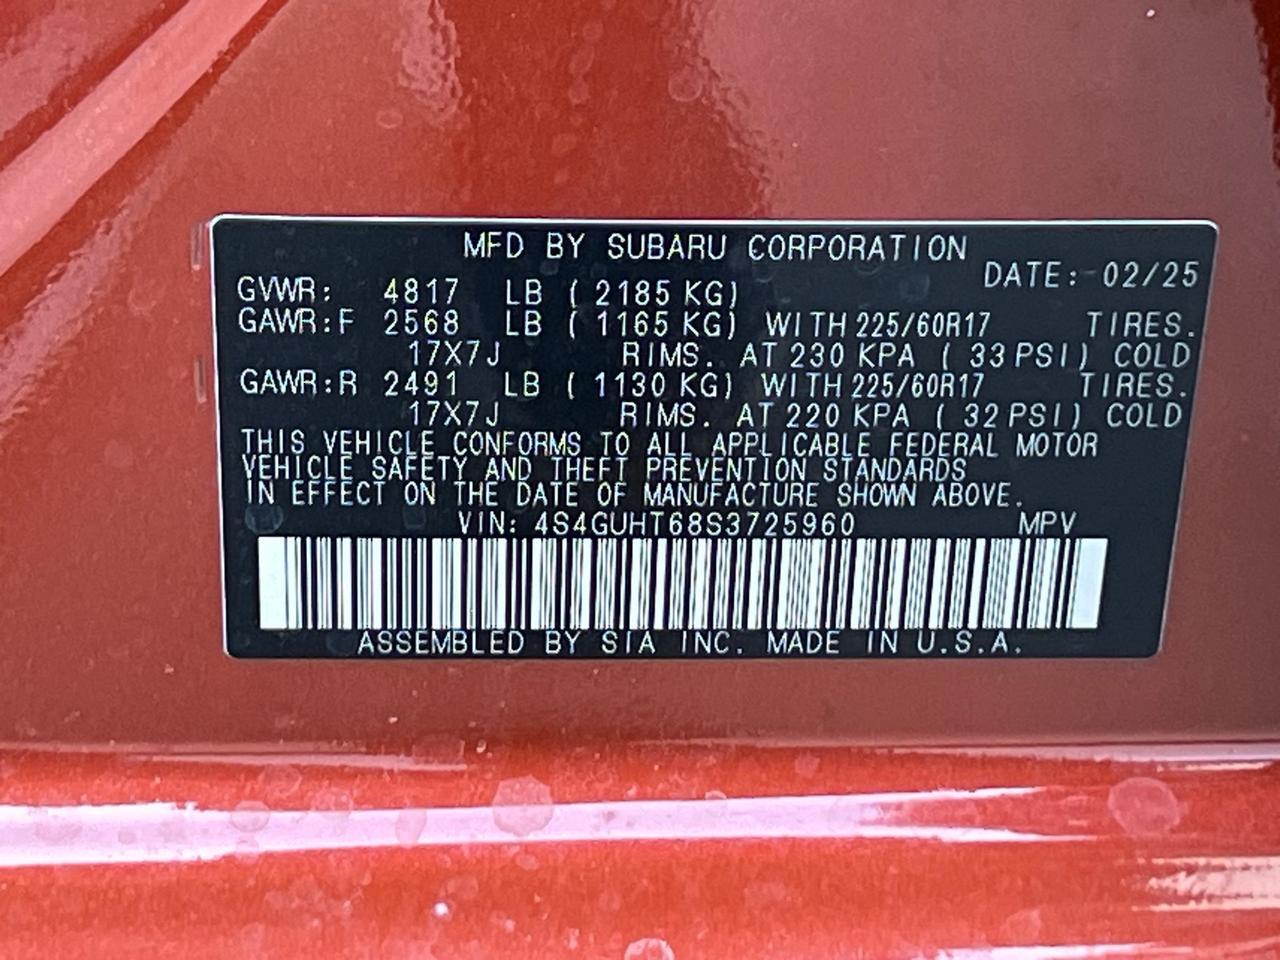 MFD BY SUBARU CORPORATION
DATE: 02/25
GVWR: 4817 LB ( 2185 KG)
GAWR:F 2568 LB ( 1165 KG) WITH 225/60R17 TIRES.
17X7J RIMS. AT 230 KPA ( 33 PSI) COLD
GAWR:R 2491 LB ( 1130 KG) WITH 225/60R17 TIRES.
17X7J RIMS. AT 220 KPA ( 32 PSI) COLD
THIS VEHICLE CONFORMS TO ALL APPLICABLE FEDERAL MOTOR
VEHICLE SAFETY AND THEFT PREVENTION STANDARDS
IN EFFECT ON THE DATE OF MANUFACTURE SHOWN ABOVE.
VIN: 4S4GUHT68S3725960 MPV
ASSEMBLED BY SIA INC. MADE IN U.S.A.